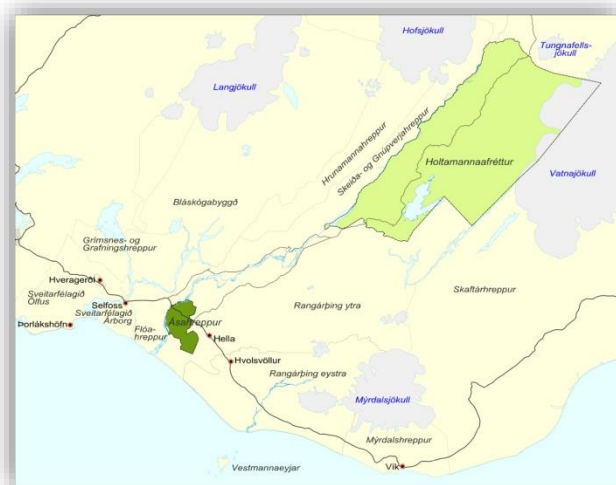 Hofsjökull
Tungnafells-
jökull
Langjökull
Hrunamannahreppur
Skeiða- og Gnúpverjahreppur
Holtamannaafréttur
Vatnajökull
Bláskógabyggð
Grímsnes- og
Grafningshreppur
Hveragerði
Sveitarfélagið
Ölfus
Selfoss
Sveitarfélagið
Árborg
Þorlákshöfn
Flóa-
hreppur
Ásahreppur
Hella
Rangárþing ytra
Skaftárhreppur
Hvolsvöllur
Rangárþing eystra
Mýrdalsjökull
Mýrdalshreppur
Vík
Vestmannaeyjar